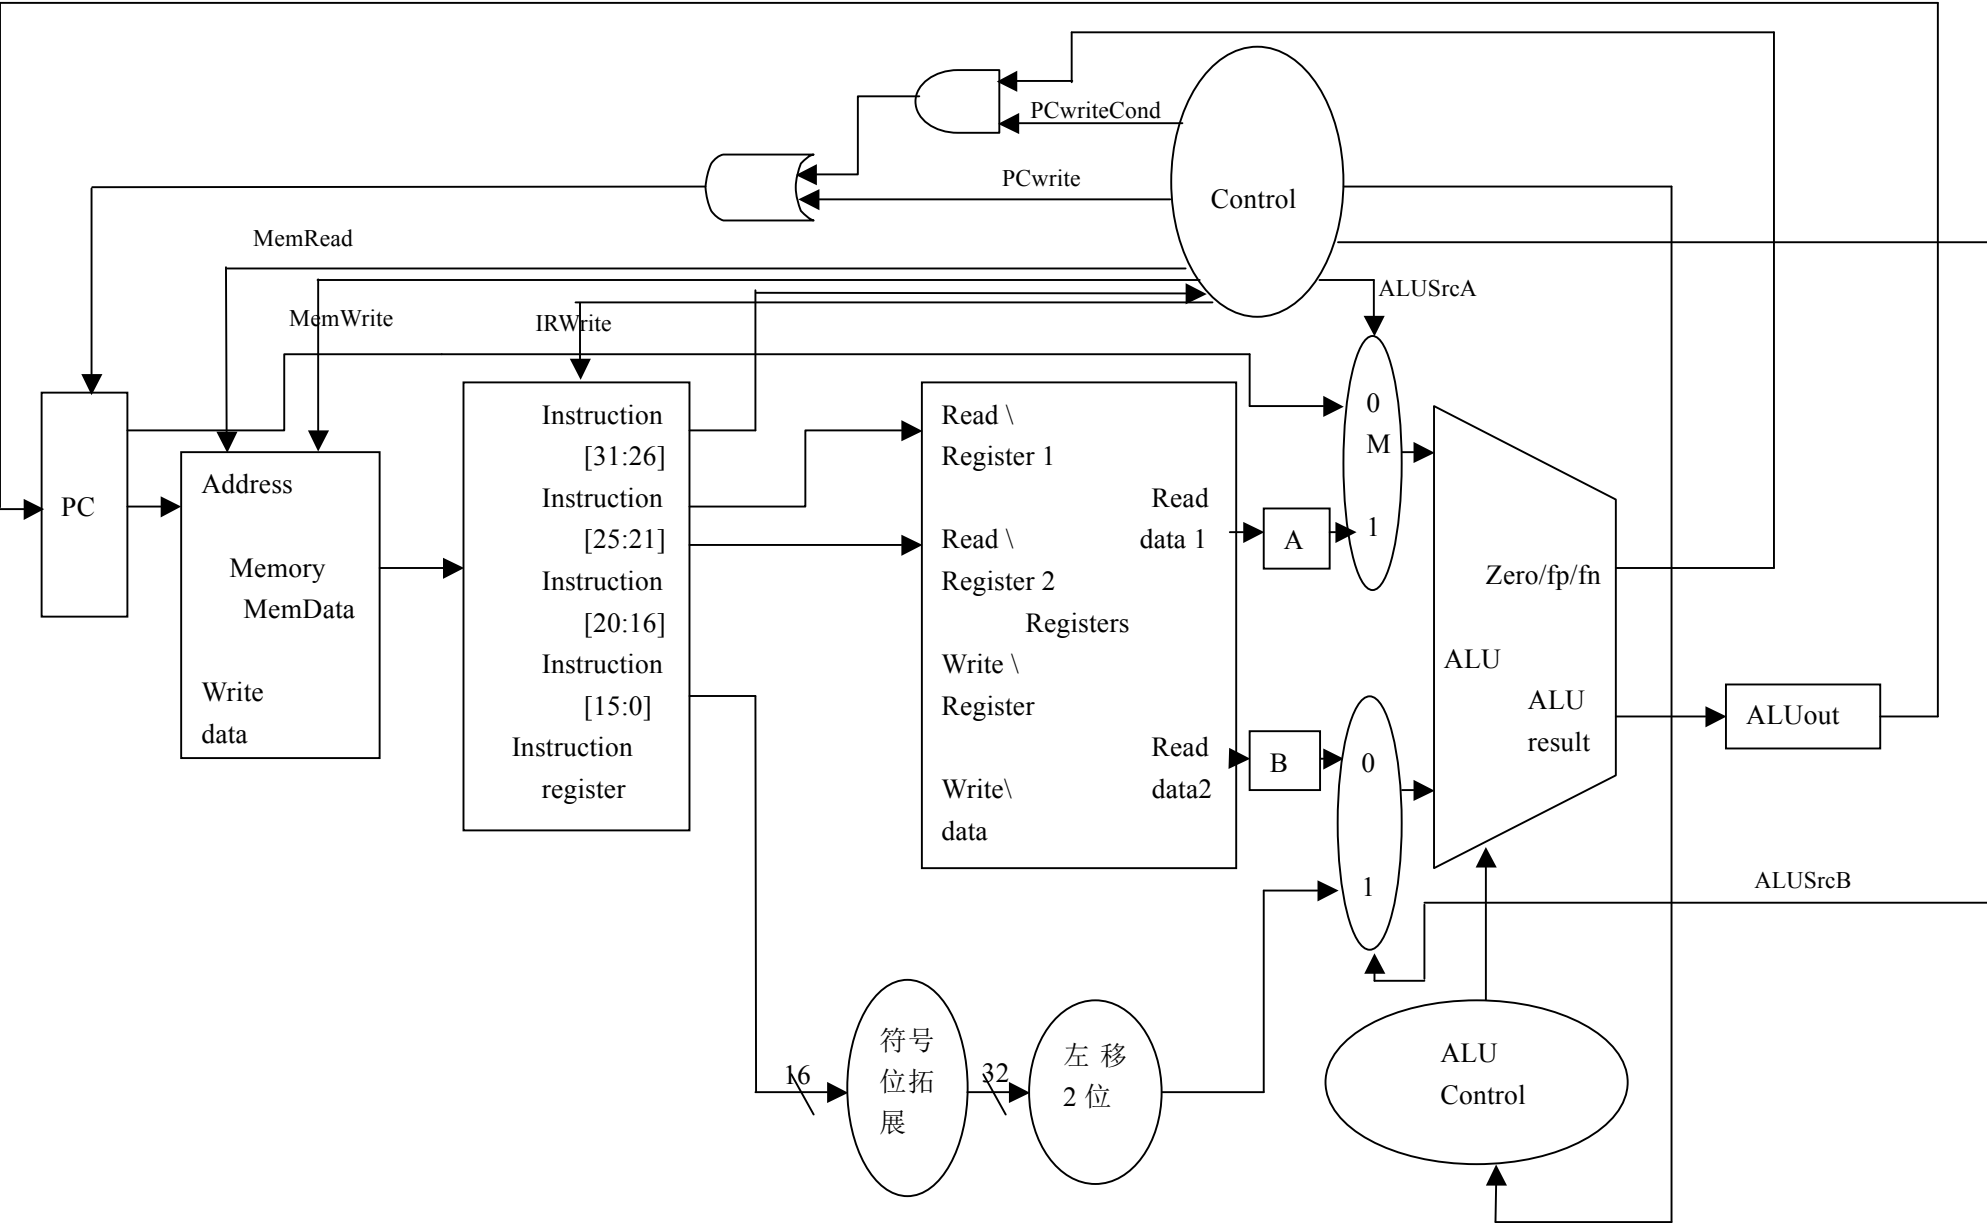 PCwriteCond
PCwrite
Control
MemRead
ALUSrcA
MemWrite
IRWrite
PC
Address
Memory
MemData
Write
data
Instruction
[31:26]
Instruction
[25:21]
Instruction
[20:16]
Instruction
[15:0]
Instruction
register
Read \
Register 1
Read
data 1
Read \
Register 2
Registers
Write \
Register
Read
data2
Write\
data
A
B
0
M
1
0
1
Zero/fp/fn
ALU
ALU
result
ALUout
ALUSrcB
16
符号
位拓
展
32
左 移
2 位
ALU
Control